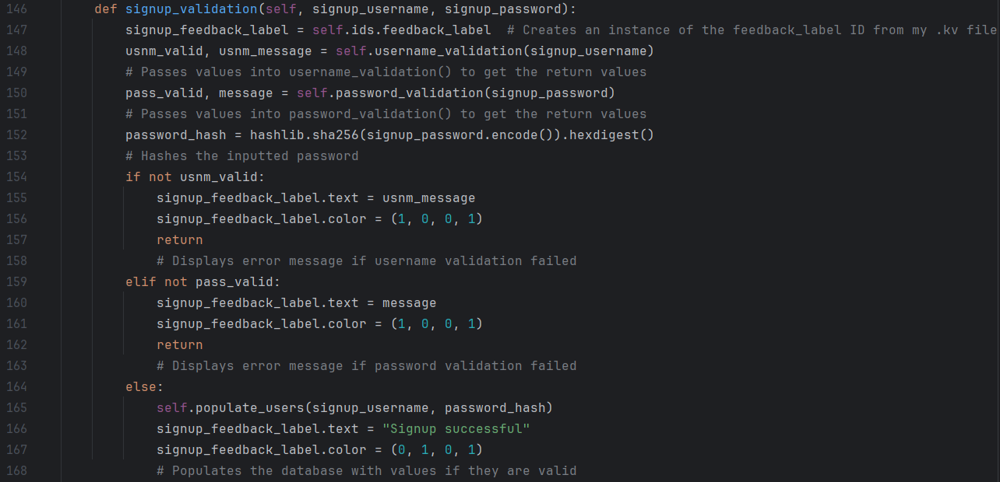 146 def signup_validation(self, signup_username, signup_password):
147 signup_feedback_label = self.ids.feedback_label  # Creates an instance of the feedback_label ID from my .kv file
148 usnm_valid, usnm_message = self.username_validation(signup_username)
149 # Passes values into username_validation() to get the return values
150 pass_valid, message = self.password_validation(signup_password)
151 # Passes values into password_validation() to get the return values
152 password_hash = hashlib.sha256(signup_password.encode()).hexdigest()
153 # Hashes the inputted password
154 if not usnm_valid:
155 signup_feedback_label.text = usnm_message
156 signup_feedback_label.color = (1, 0, 0, 1)
157 return
158 # Displays error message if username validation failed
159 elif not pass_valid:
160 signup_feedback_label.text = message
161 signup_feedback_label.color = (1, 0, 0, 1)
162 return
163 # Displays error message if password validation failed
164 else:
165 self.populate_users(signup_username, password_hash)
166 signup_feedback_label.text = "Signup successful"
167 signup_feedback_label.color = (0, 1, 0, 1)
168 # Populates the database with values if they are valid